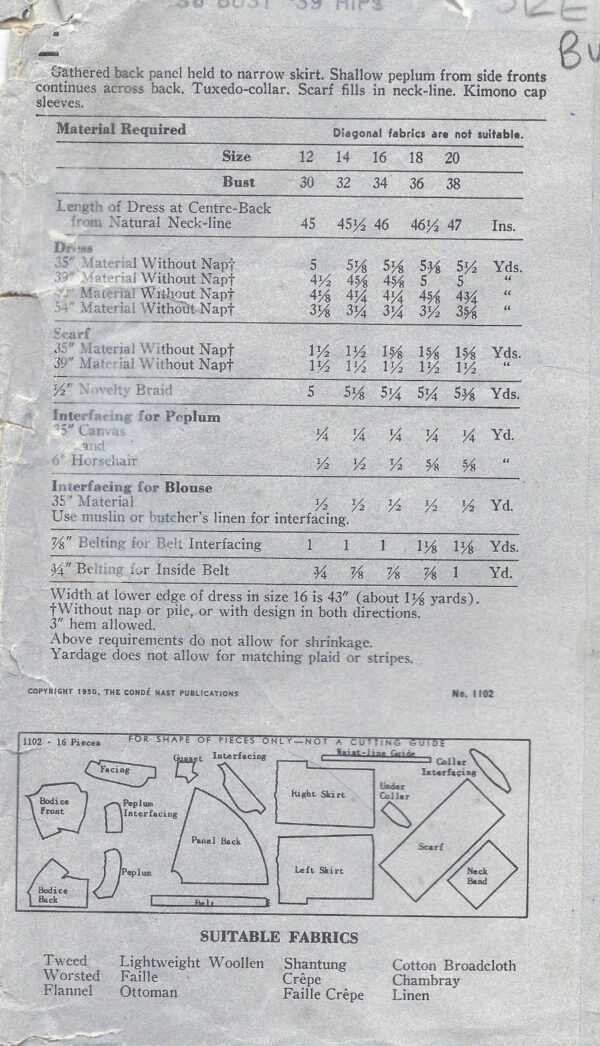 36 BUST 39 HIPS
Bu
Gathered back panel held to narrow skirt. Shallow peplum from side fronts
continues across back. Tuxedo-collar. Scarf fills in neck-line. Kimono cap
sleeves.
Material Required Diagonal fabrics are not suitable.
Size 12 14 16 18 20
Bust 30 32 34 36 38
Length of Dress at Centre-Back
from Natural Neck-line 45 45½ 46 46½ 47 Ins.
Dress
35" Material Without Nap† 5 5⅛ 5⅛ 5⅜ 5½ Yds.
39" Material Without Nap† 4½ 4⅝ 4⅝ 5 5 "
Material Without Nap† 4⅛ 4¼ 4¼ 4⅝ 4¾ "
54" Material Without Nap† 3⅛ 3¼ 3¼ 3½ 3⅝ "
Scarf
35" Material Without Nap† 1½ 1½ 1⅝ 1⅝ 1⅝ Yds.
39" Material Without Nap† 1½ 1½ 1½ 1½ 1½ "
½" Novelty Braid 5 5⅛ 5¼ 5¼ 5⅜ Yds.
Interfacing for Peplum
35" Canvas ¼ ¼ ¼ ¼ ¼ Yd.
and
6" Horsehair ½ ½ ½ ⅝ ⅝ "
Interfacing for Blouse
35" Material ½ ½ ½ ½ ½ Yd.
Use muslin or butcher's linen for interfacing.
⅞" Belting for Belt Interfacing 1 1 1 1⅛ 1⅛ Yds.
¾" Belting for Inside Belt ¾ ⅞ ⅞ ⅞ 1 Yd.
Width at lower edge of dress in size 16 is 43" (about 1⅛ yards).
†Without nap or pile, or with design in both directions.
3" hem allowed.
Above requirements do not allow for shrinkage.
Yardage does not allow for matching plaid or stripes.
COPYRIGHT 1950, THE CONDÉ NAST PUBLICATIONS No. 1102
1102 - 16 Pieces FOR SHAPE OF PIECES ONLY—NOT A CUTTING GUIDE
Facing
Gusset
Interfacing
Waist-line Guide
Collar
Interfacing
Bodice
Front
Peplum
Interfacing
Panel Back
Right Skirt
Under
Collar
Scarf
Neck
Band
Bodice
Back
Peplum
Belt
Left Skirt
SUITABLE FABRICS
Tweed Lightweight Woollen Shantung Cotton Broadcloth
Worsted Faille Crêpe Chambray
Flannel Ottoman Faille Crêpe Linen